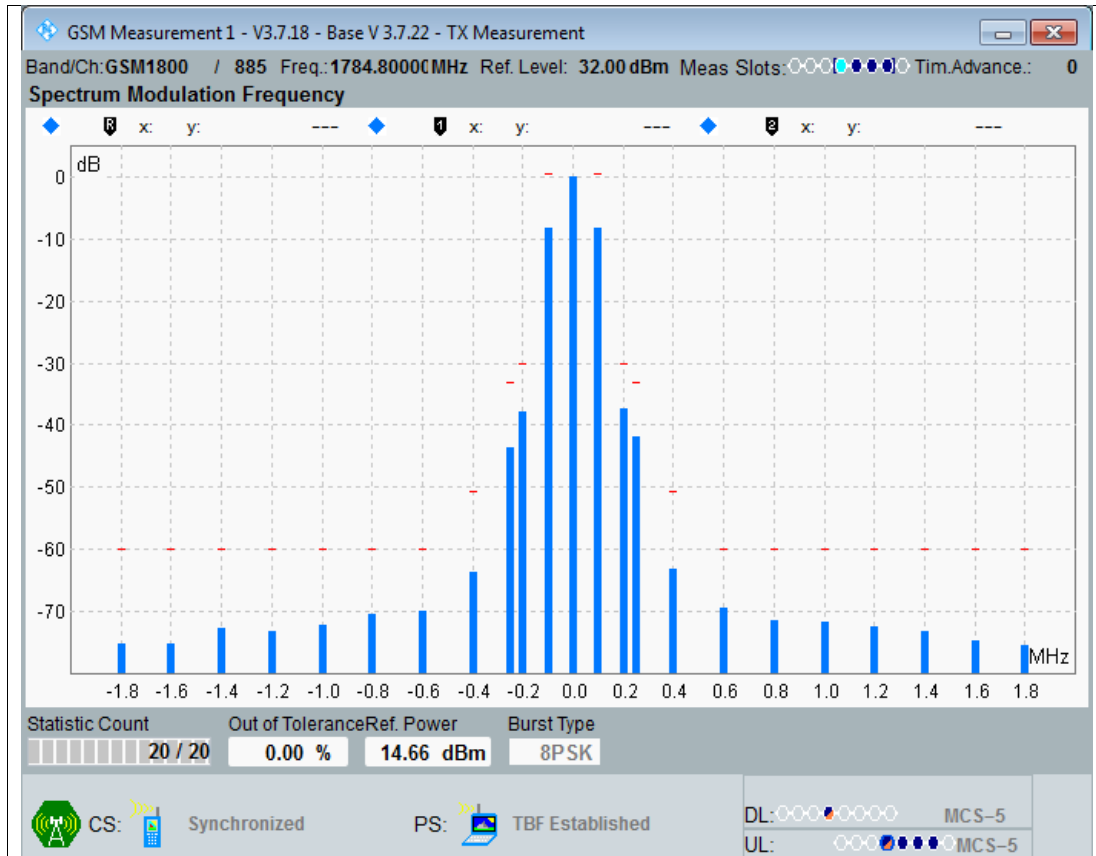 GSM Measurement 1 - V3.7.18 - Base V 3.7.22 - TX Measurement
Band/Ch:GSM1800 / 885 Freq.:1784.80000MHz Ref. Level: 32.00 dBm Meas Slots: Tim.Advance.: 0
Spectrum Modulation Frequency
R x: y: --- 1 x: y: --- 2 x: y: ---
dB
0
-10
-20
-30
-40
-50
-60
-70
MHz
-1.8 -1.6 -1.4 -1.2 -1.0 -0.8 -0.6 -0.4 -0.2 0.0 0.2 0.4 0.6 0.8 1.0 1.2 1.4 1.6 1.8
Statistic Count Out of Tolerance Ref. Power Burst Type
20 / 20 0.00 % 14.66 dBm 8PSK
CS: Synchronized PS: TBF Established
DL: MCS-5
UL: MCS-5